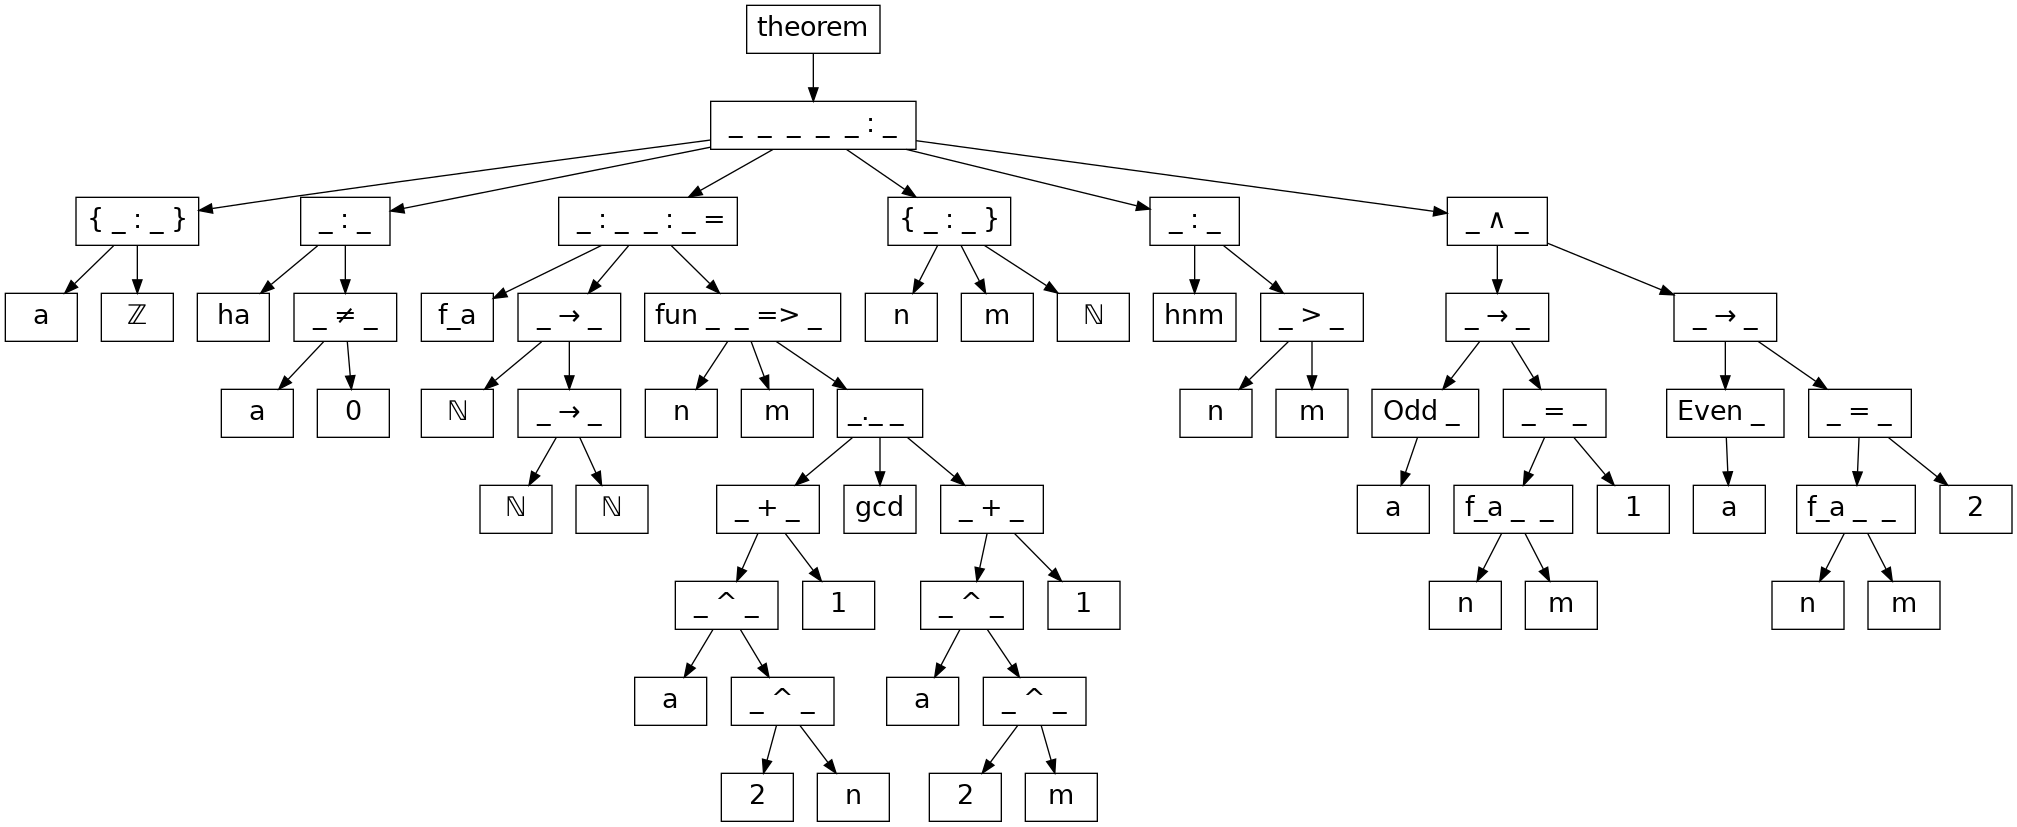 theorem
_ _ _ _ _ : _
{ _ : _ } _ : _ _ : _ _ : _ = { _ : _ } _ : _ _ ∧ _
a ℤ ha _ ≠ _ f_a _ → _ fun _ _ => _ n m ℕ hnm _ > _ _ → _ _ → _
a 0 ℕ _ → _ n m _._ _ n m Odd _ _ = _ Even _ _ = _
ℕ ℕ _ + _ gcd _ + _ a f_a _ _ 1 a f_a _ _ 2
_ ^ _ 1 _ ^ _ 1 n m n m
a _ ^ _ a _ ^ _
2 n 2 m